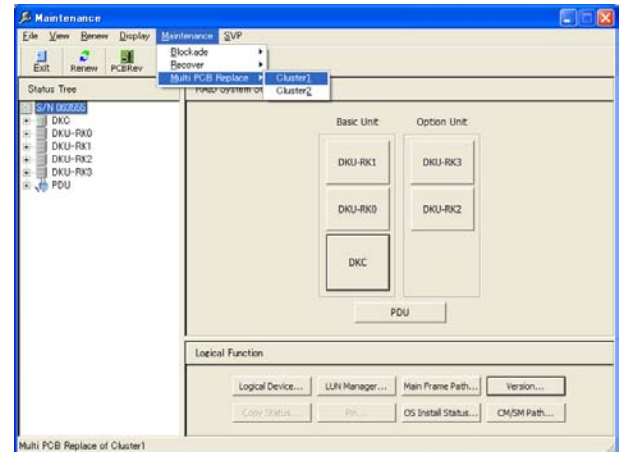 Maintenance
File View Renew Display Maintenance SVP
Exit Renew PCBRev
Blockade
Recover
Multi PCB Replace
Cluster1
Cluster2
Status Tree
S/N 063555
DKC
DKU-RK0
DKU-RK1
DKU-RK2
DKU-RK3
PDU
Basic Unit Option Unit
DKU-RK1 DKU-RK3
DKU-RK0 DKU-RK2
DKC
PDU
Logical Function
Logical Device... LUN Manager... Main Frame Path... Version...
Copy Status... Pin... OS Install Status... CM/SM Path...
Multi PCB Replace of Cluster1